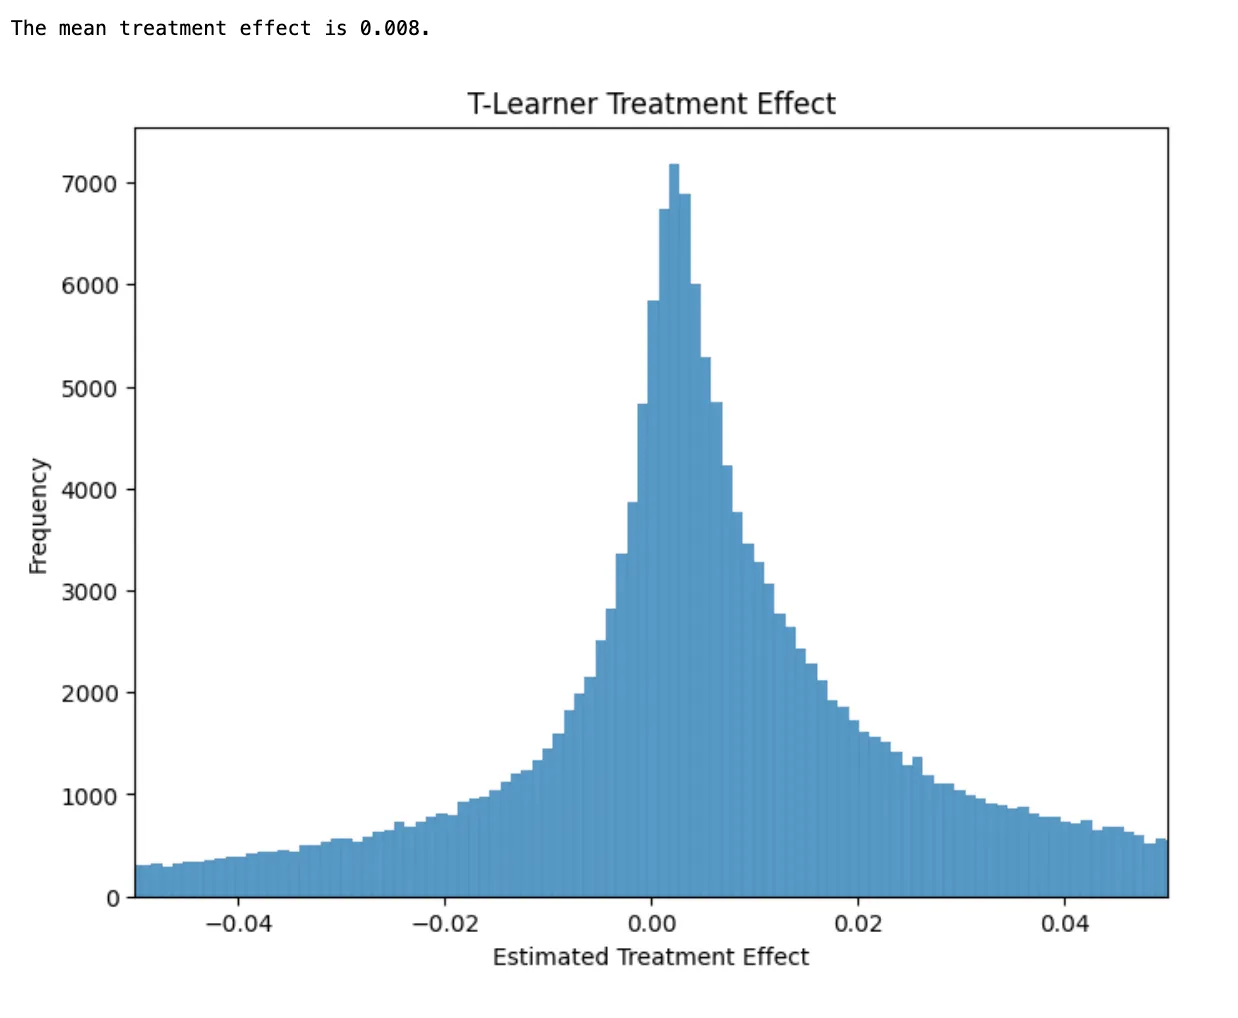 The mean treatment effect is 0.008.
T-Learner Treatment Effect
7000
6000
5000
4000
3000
2000
1000
0
Frequency
−0.04 −0.02 0.00 0.02 0.04
Estimated Treatment Effect